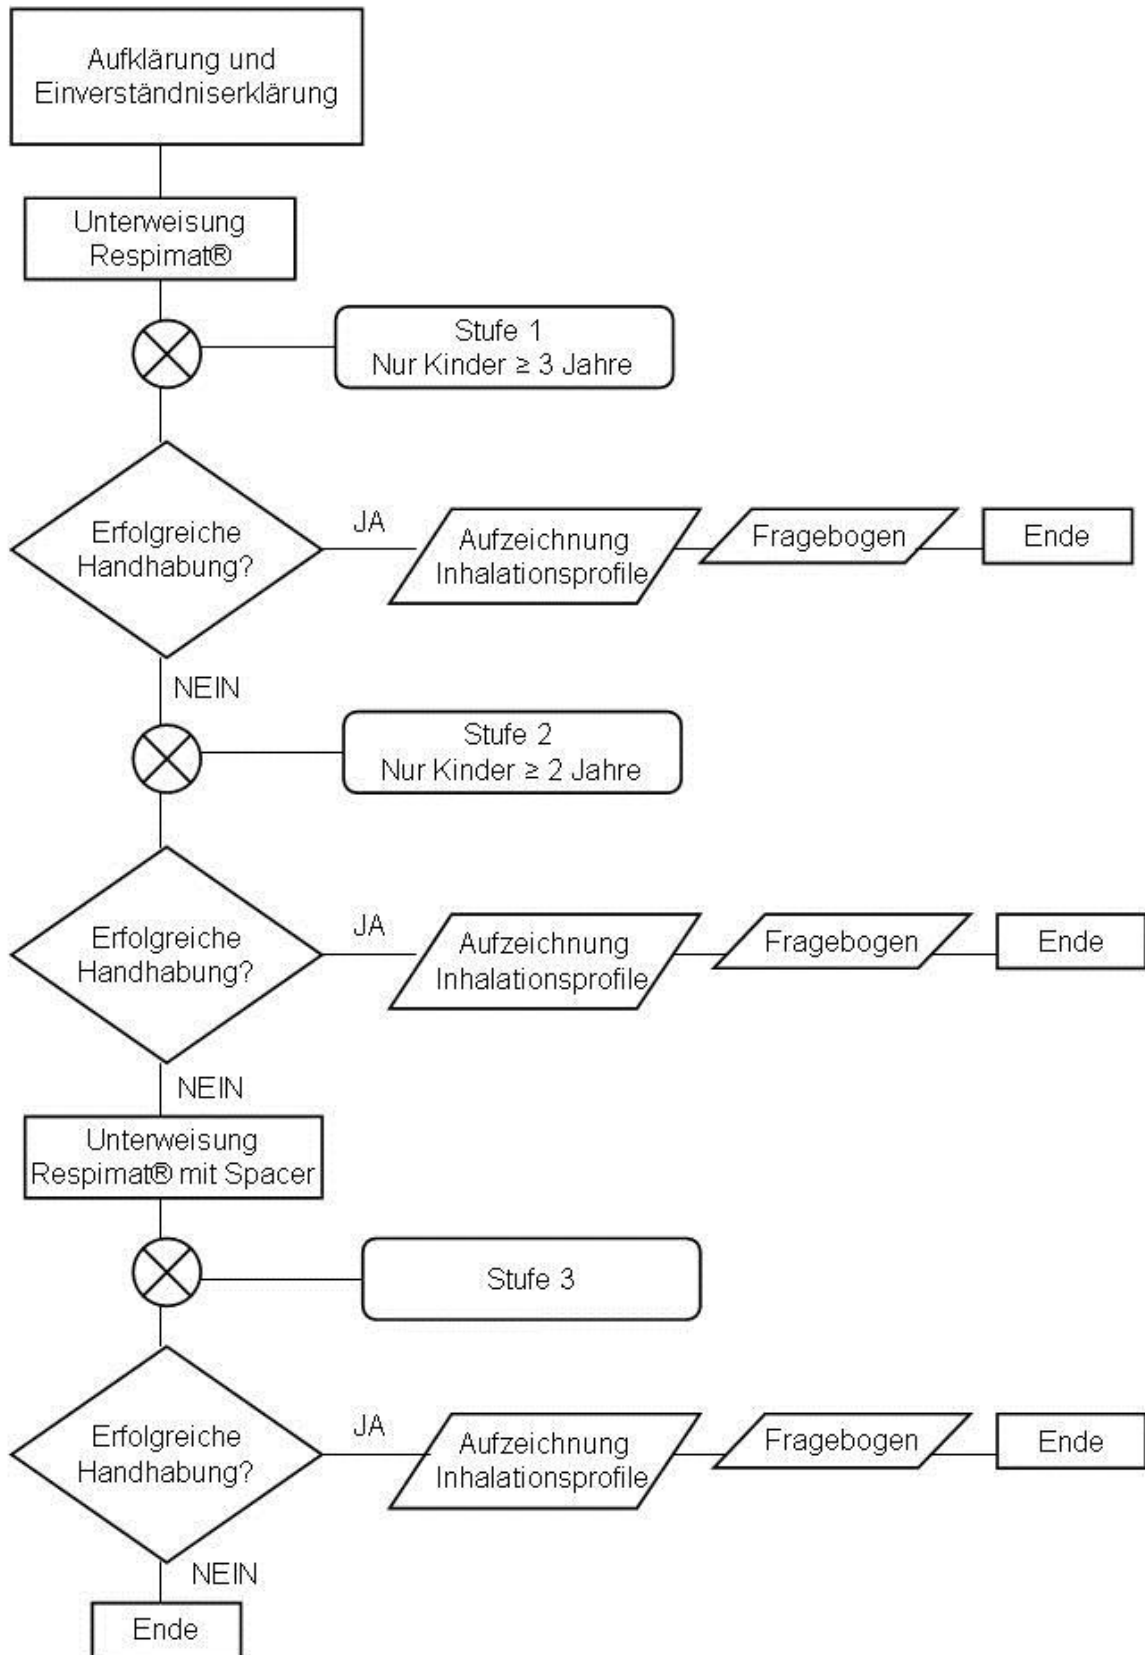 Aufklärung und
Einverständniserklärung
Unterweisung
Respimat®
Stufe 1
Nur Kinder ≥ 3 Jahre
Erfolgreiche
Handhabung?
JA
Aufzeichnung
Inhalationsprofile
Fragebogen
Ende
NEIN
Stufe 2
Nur Kinder ≥ 2 Jahre
Erfolgreiche
Handhabung?
JA
Aufzeichnung
Inhalationsprofile
Fragebogen
Ende
NEIN
Unterweisung
Respimat® mit Spacer
Stufe 3
Erfolgreiche
Handhabung?
JA
Aufzeichnung
Inhalationsprofile
Fragebogen
Ende
NEIN
Ende